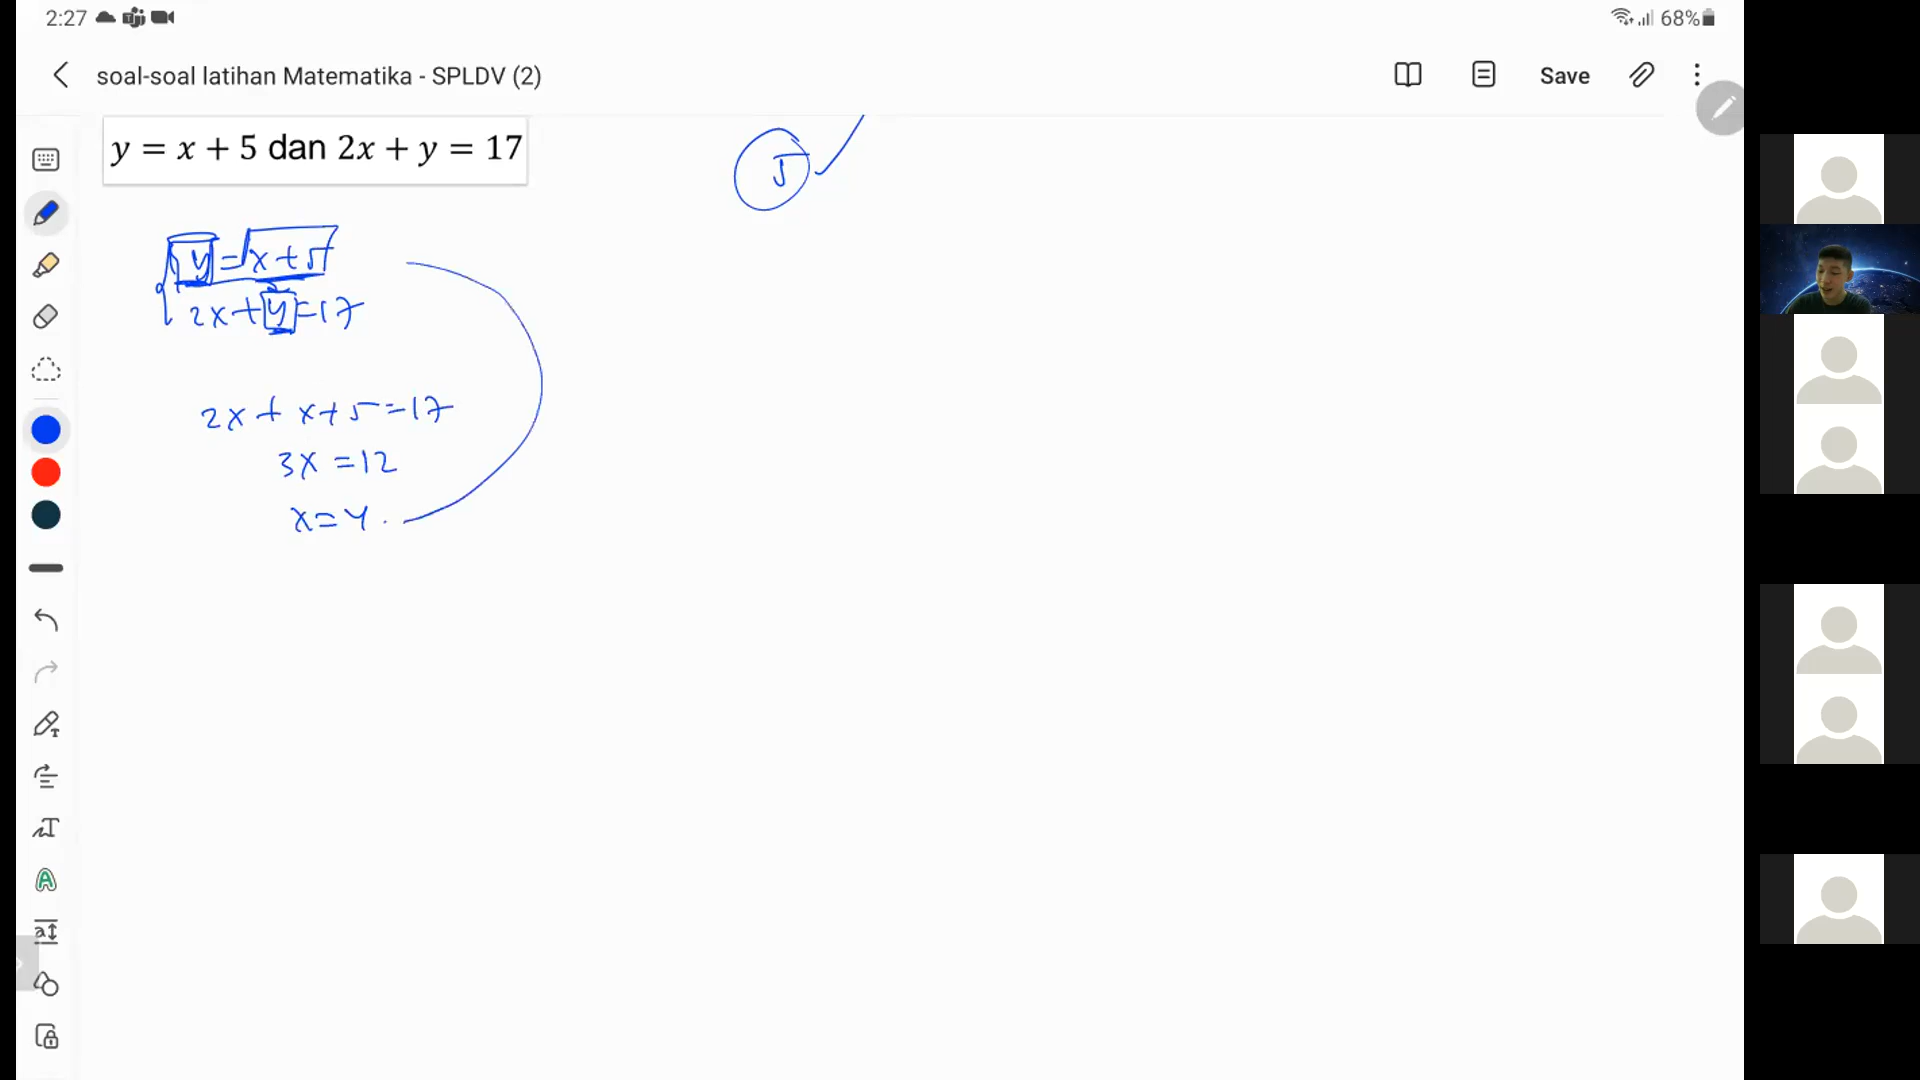 2:27
68%
soal-soal latihan Matematika - SPLDV (2)
Save
y = x + 5 dan 2x + y = 17
5
y = x + 5
2x + y = 17
2x + x + 5 = 17
3x = 12
x = 4